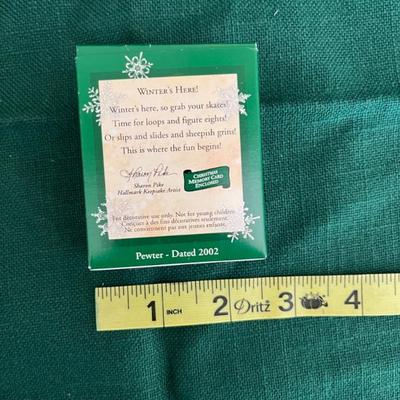 WINTER'S HERE!
Winter's here, so grab your skates!
Time for loops and figure eights!
Or slips and slides and sheepish grins!
This is where the fun begins!
Sharon Pike
Sharon Pike
Hallmark Keepsake Artist
CHRISTMAS
MEMORY CARD
ENCLOSED
For decorative use only. Not for young children.
Conçues à des fins décoratives seulement.
Ne conviennent pas aux jeunes enfants.
Pewter - Dated 2002
1 INCH 2 Dritz 3 4